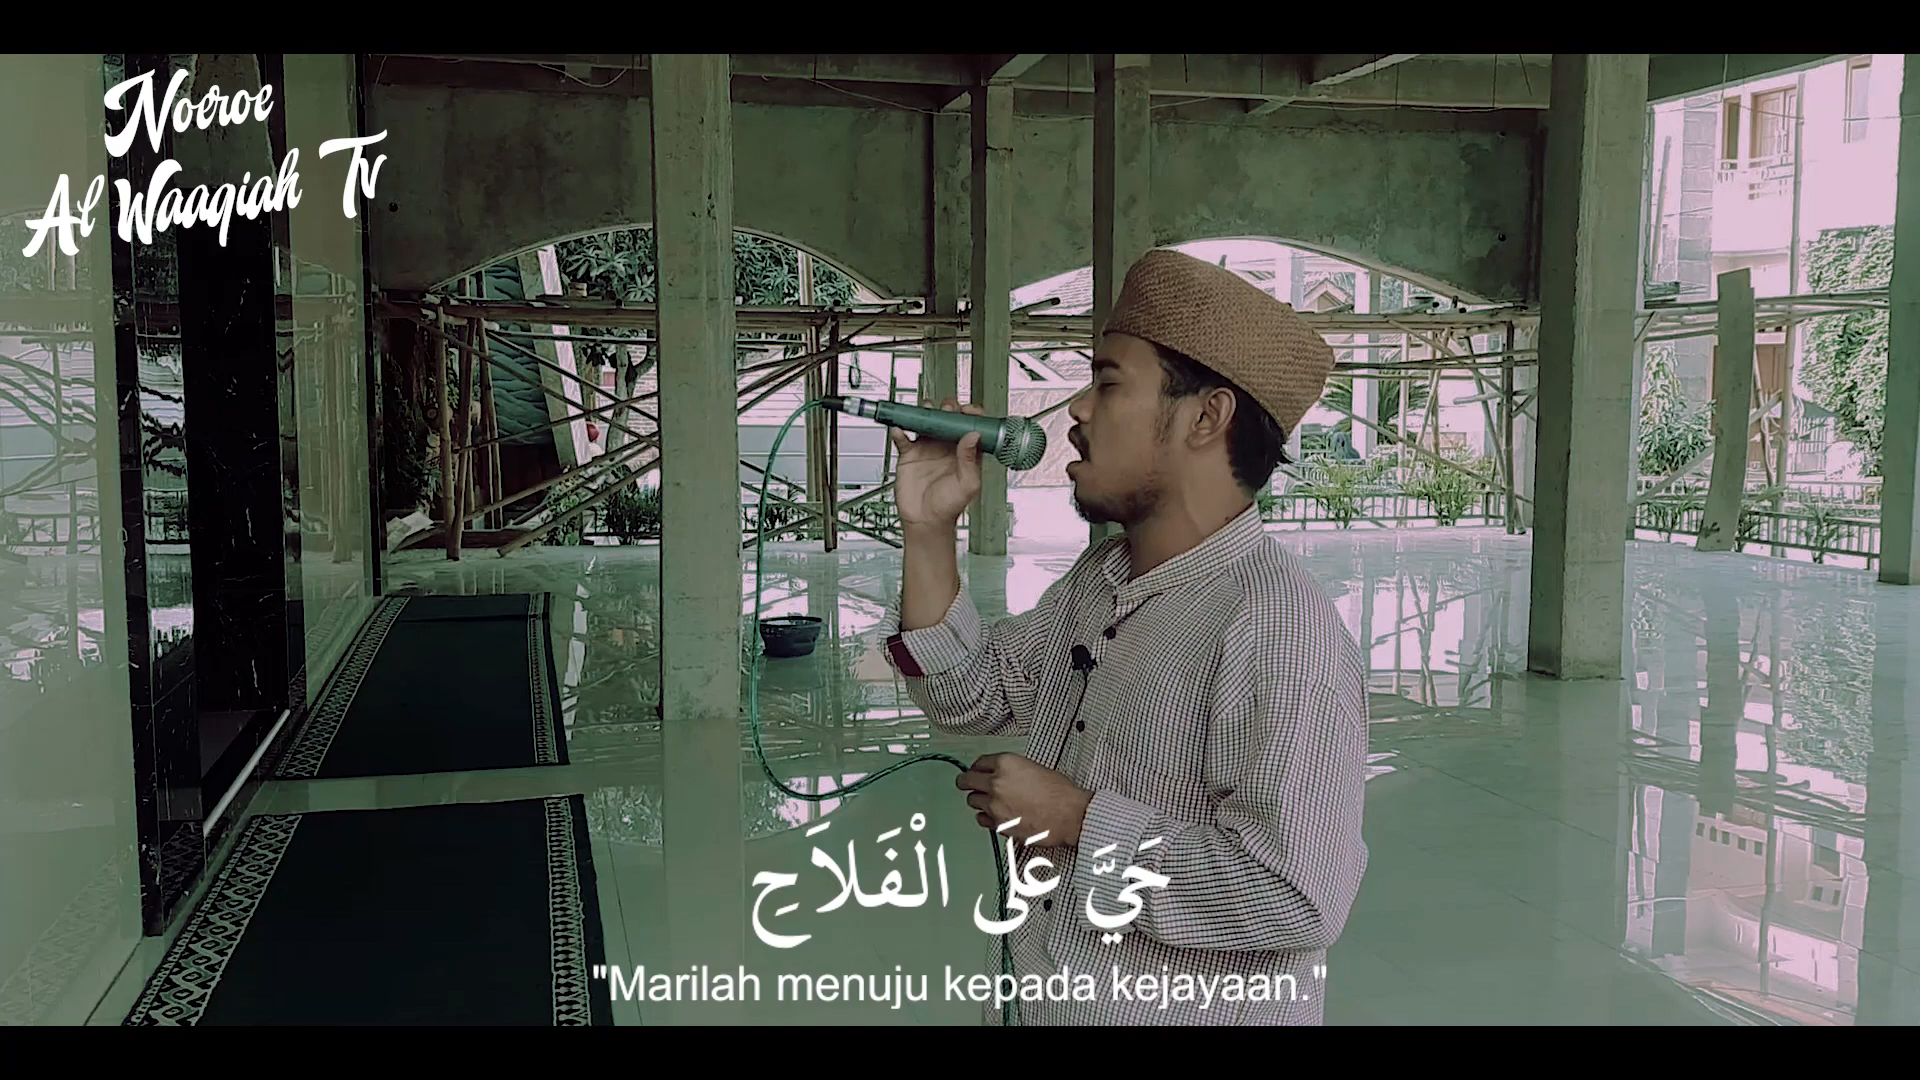 Noeroe
Al Waaqiah Tv
حَيَّ عَلَى الْفَلاَحِ
"Marilah menuju kepada kejayaan."